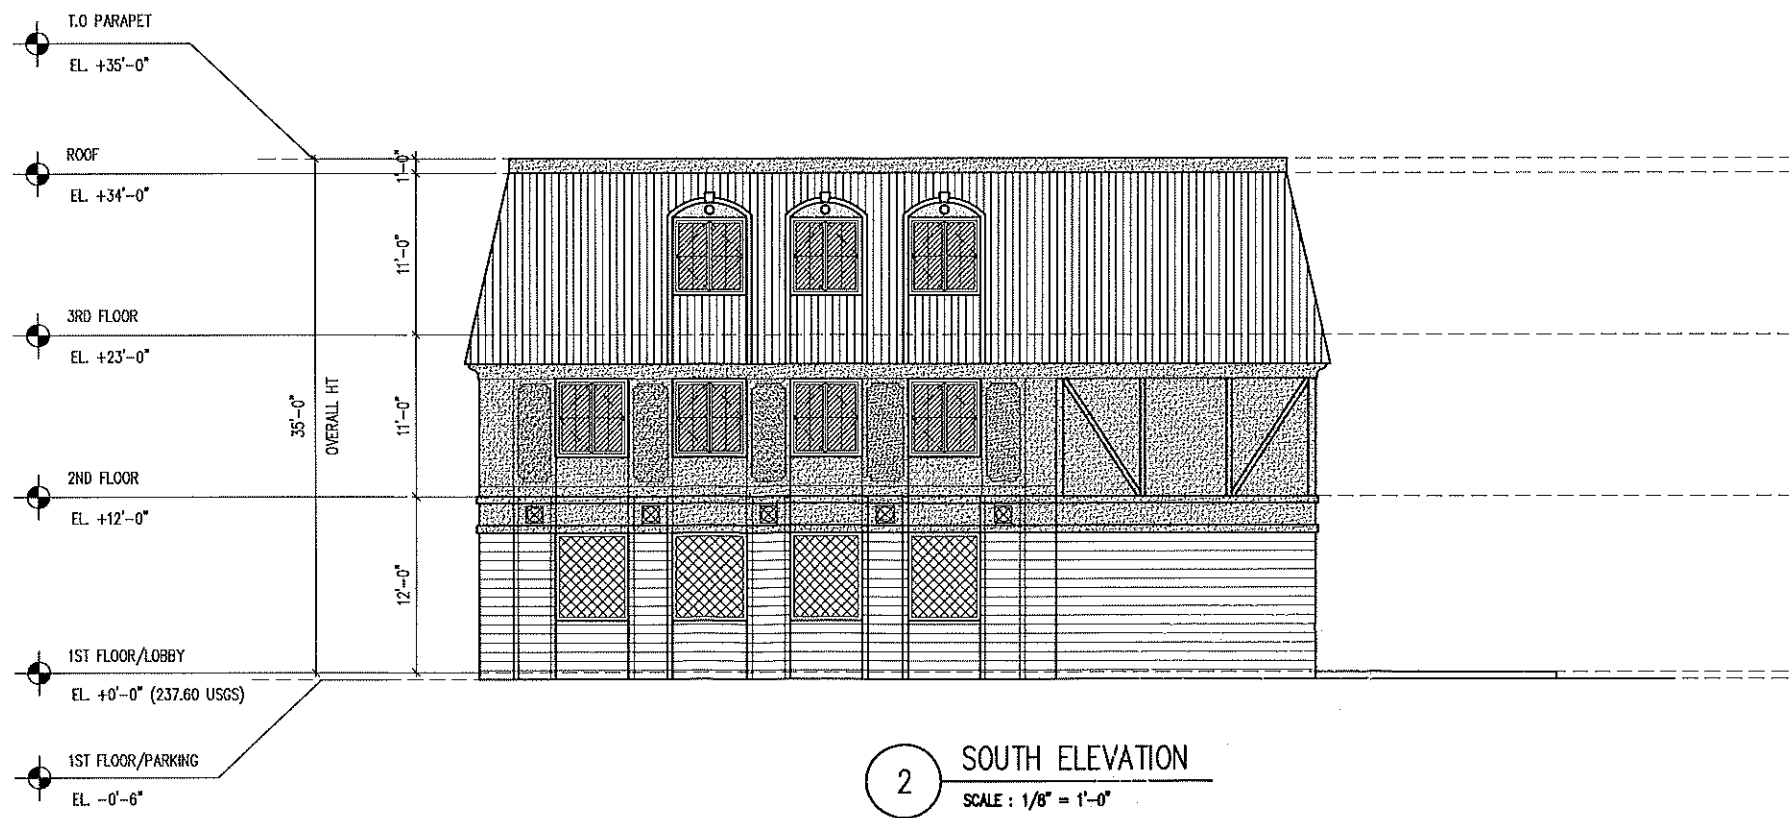 T.O PARAPET
EL. +35'-0"
ROOF
EL. +34'-0"
3RD FLOOR
EL. +23'-0"
2ND FLOOR
EL. +12'-0"
1ST FLOOR/LOBBY
EL. +0'-0" (237.60 USGS)
1ST FLOOR/PARKING
EL. -0'-6"
35'-0"
OVERALL HT
1'-0"
11'-0"
11'-0"
12'-0"
2
SOUTH ELEVATION
SCALE : 1/8" = 1'-0"